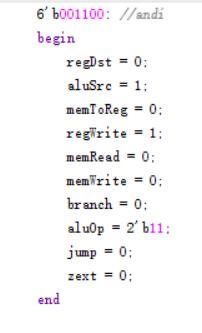 6'b001100: //andi
begin
regDst = 0;
aluSrc = 1;
memToReg = 0;
regWrite = 1;
memRead = 0;
memWrite = 0;
branch = 0;
aluOp = 2'b11;
jump = 0;
zext = 0;
end